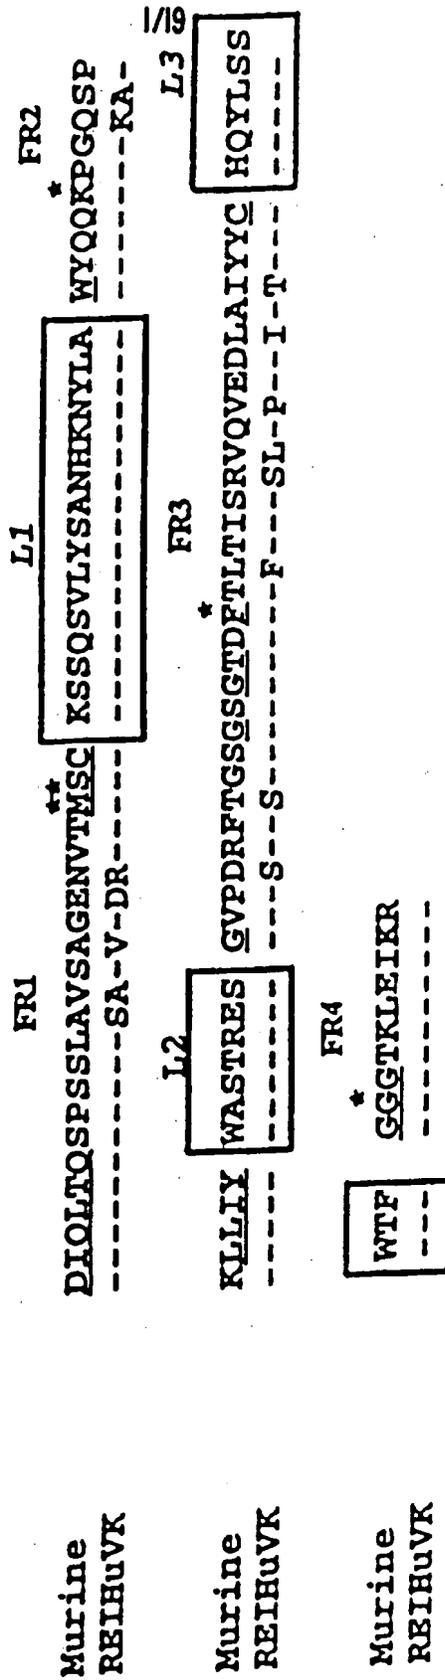 1/19
FR1 L1 FR2
** *
Murine DIQLTQSPSSLAVSAGENVTMSC KSSQSVLYSANHKNYLA WYQQKPGQSP
REIHuVK -----------SA-V-DR----- ----------------- -------KA-
L2 FR3 L3
*
Murine KLLIY WASTRES GVPDRFTGSGSGTDFTLTISRVQVEDLAIYYC HQYLSS
REIHuVK ----- ------- ---S--S----------F---SL-P--I-T--- ------
FR4
*
Murine WTF GGGTKLEIKR
REIHuVK --- ----------